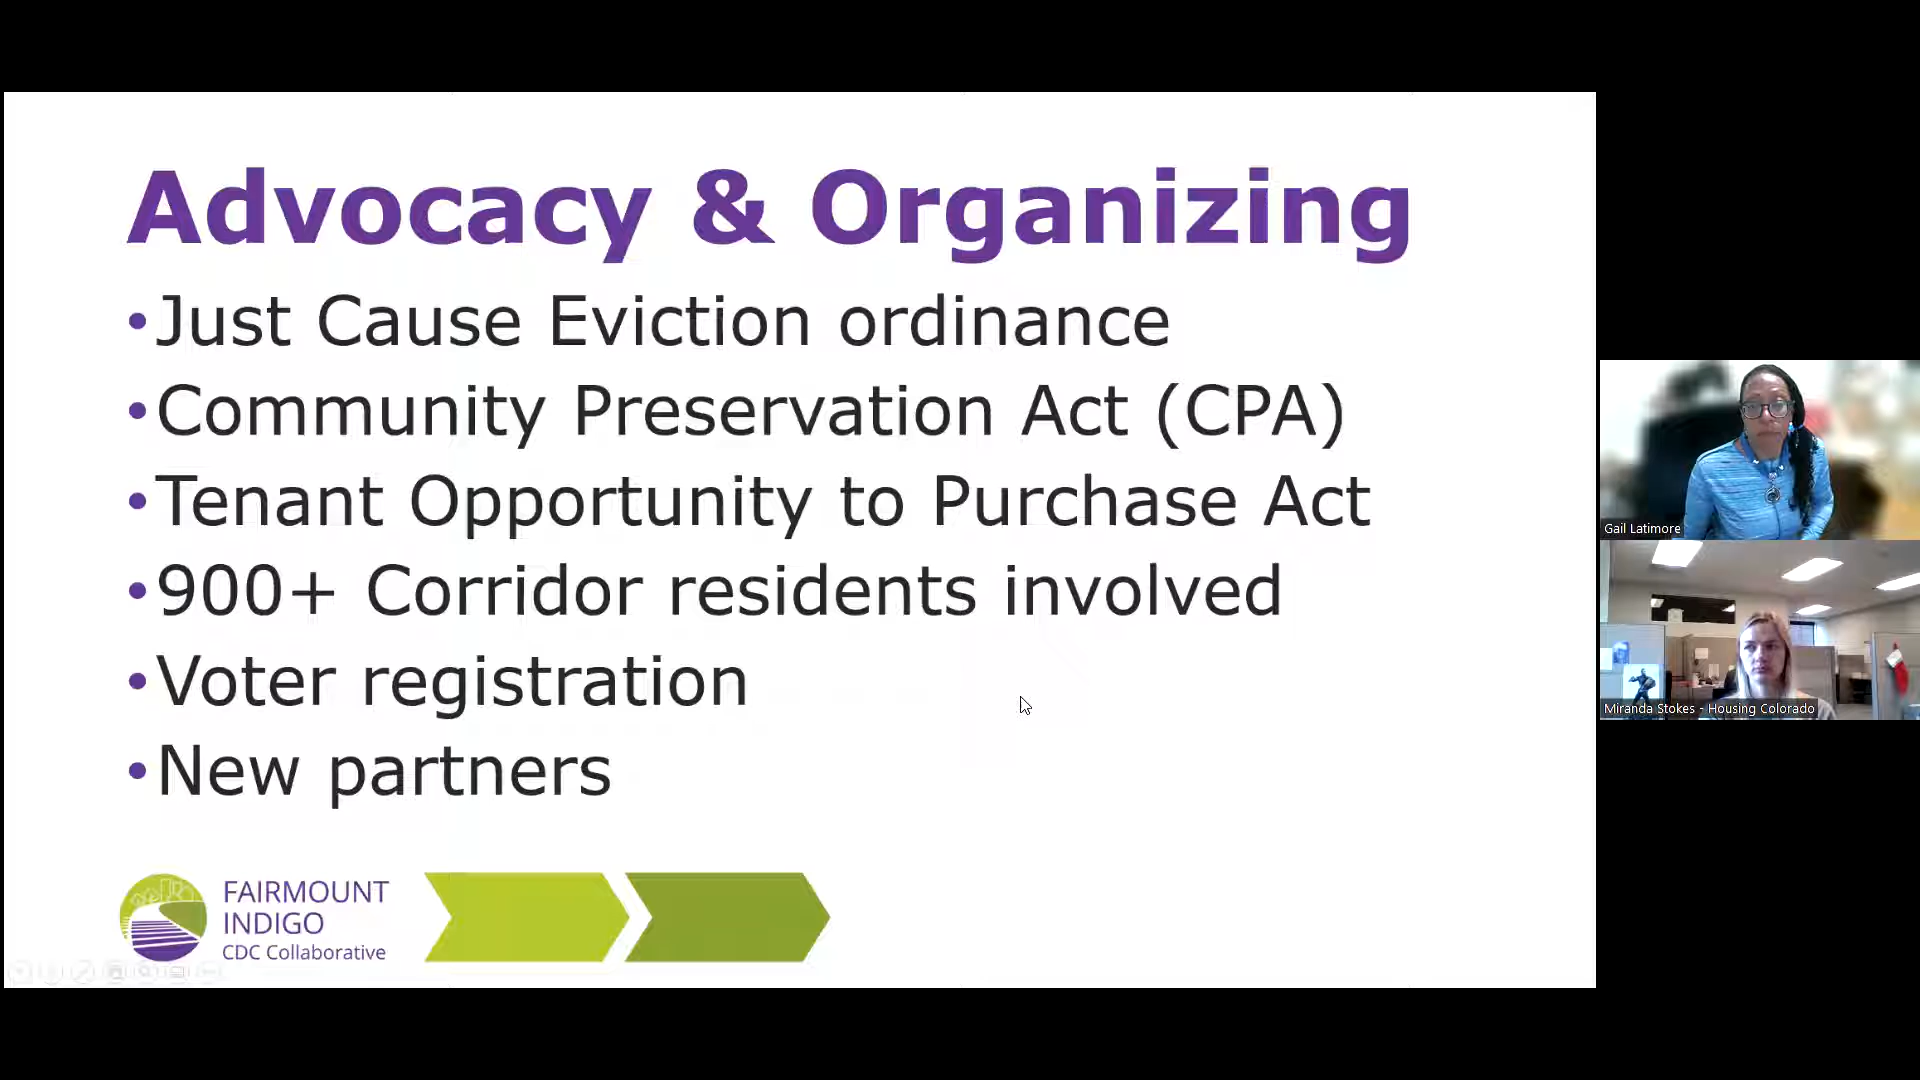 Advocacy & Organizing
•Just Cause Eviction ordinance
•Community Preservation Act (CPA)
•Tenant Opportunity to Purchase Act
•900+ Corridor residents involved
•Voter registration
•New partners
FAIRMOUNT
INDIGO
CDC Collaborative
Gail Latimore
Miranda Stokes - Housing Colorado